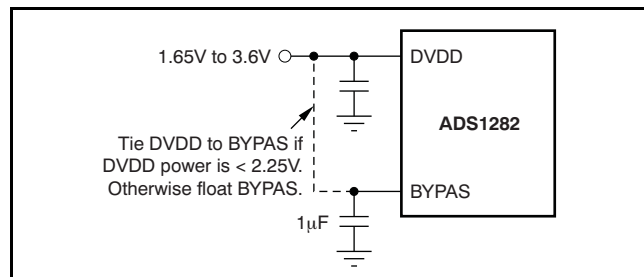 1.65V to 3.6V
DVDD
ADS1282
Tie DVDD to BYPAS if
DVDD power is < 2.25V.
Otherwise float BYPAS.
BYPAS
1μF